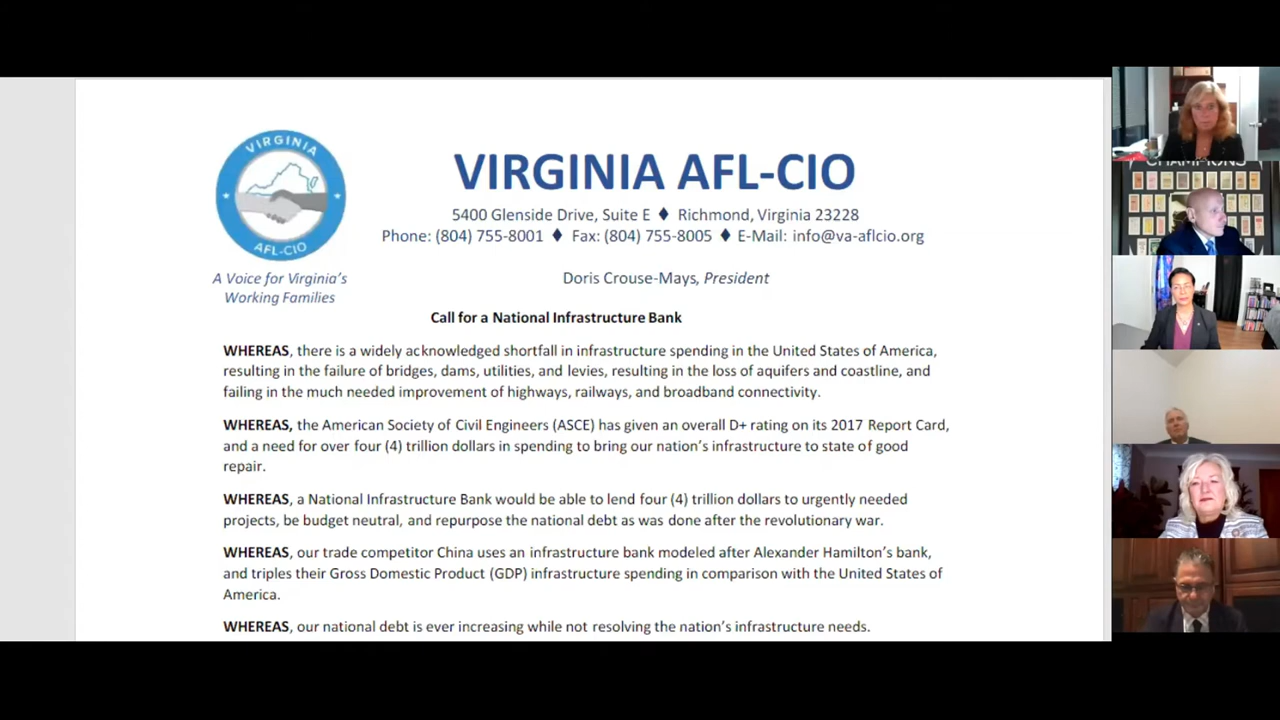 VIRGINIA
AFL-CIO
A Voice for Virginia's
Working Families
VIRGINIA AFL-CIO
5400 Glenside Drive, Suite E ♦ Richmond, Virginia 23228
Phone: (804) 755-8001 ♦ Fax: (804) 755-8005 ♦ E-Mail: info@va-aflcio.org
Doris Crouse-Mays, President
Call for a National Infrastructure Bank
WHEREAS, there is a widely acknowledged shortfall in infrastructure spending in the United States of America,
resulting in the failure of bridges, dams, utilities, and levies, resulting in the loss of aquifers and coastline, and
failing in the much needed improvement of highways, railways, and broadband connectivity.
WHEREAS, the American Society of Civil Engineers (ASCE) has given an overall D+ rating on its 2017 Report Card,
and a need for over four (4) trillion dollars in spending to bring our nation's infrastructure to state of good
repair.
WHEREAS, a National Infrastructure Bank would be able to lend four (4) trillion dollars to urgently needed
projects, be budget neutral, and repurpose the national debt as was done after the revolutionary war.
WHEREAS, our trade competitor China uses an infrastructure bank modeled after Alexander Hamilton's bank,
and triples their Gross Domestic Product (GDP) infrastructure spending in comparison with the United States of
America.
WHEREAS, our national debt is ever increasing while not resolving the nation's infrastructure needs.
CHAMPIONS